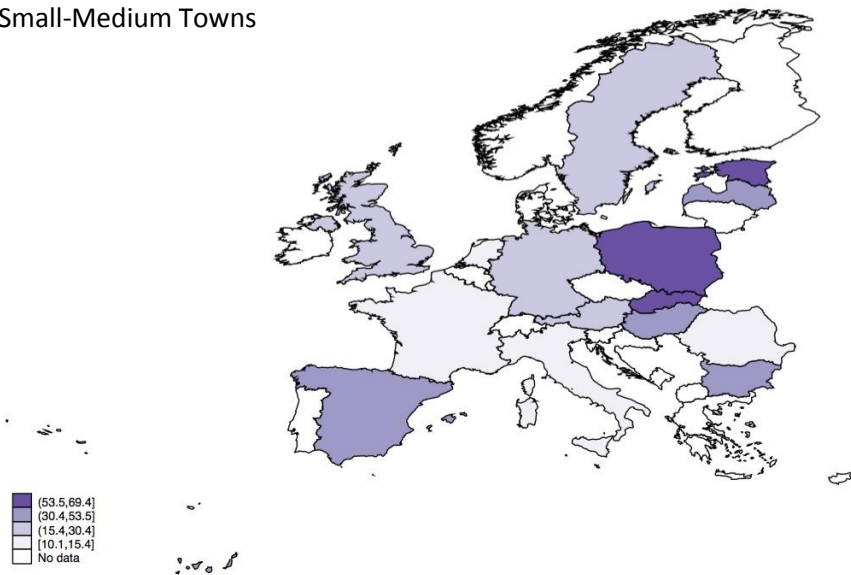 Small-Medium Towns
(53.5,69.4]
(30.4,53.5]
(15.4,30.4]
[10.1,15.4]
No data